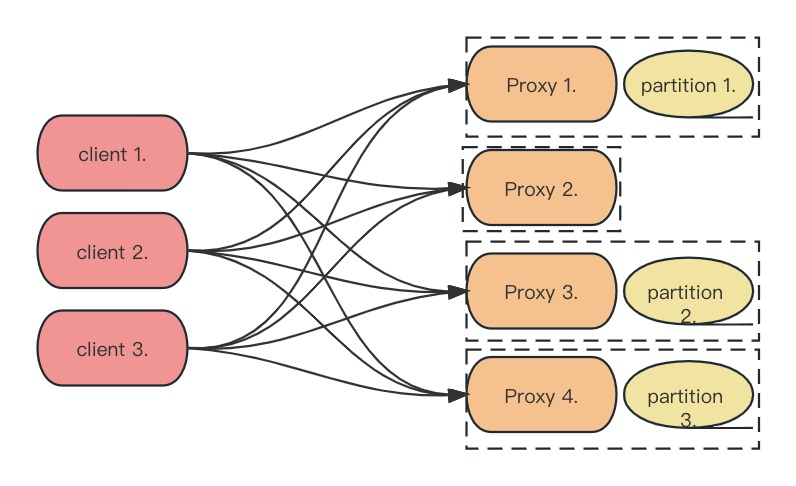 Proxy 1.
partition 1.
client 1.
Proxy 2.
client 2.
Proxy 3.
partition
2.
client 3.
Proxy 4.
partition
3.